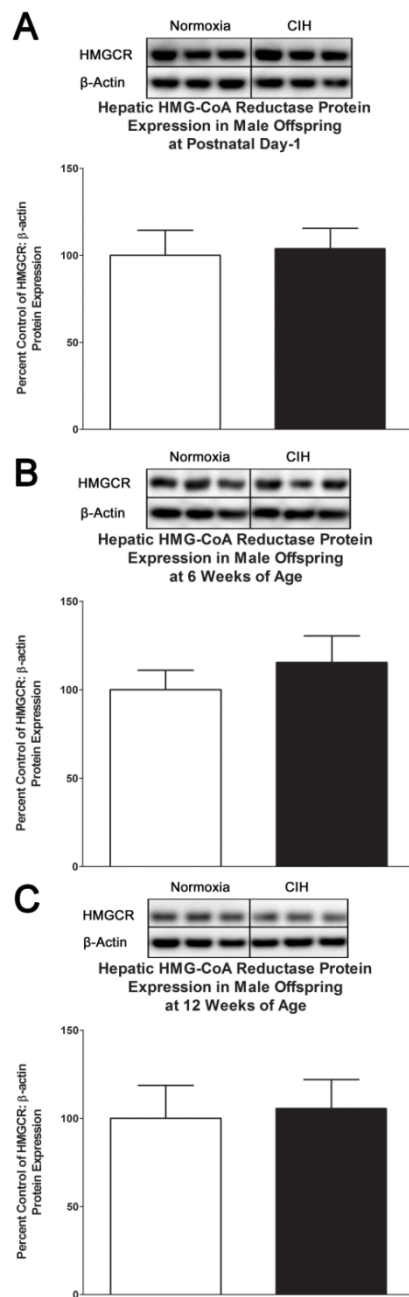 A
Normoxia CIH
HMGCR
β-Actin
Hepatic HMG-CoA Reductase Protein
Expression in Male Offspring
at Postnatal Day-1
Percent Control of HMGCR: β-actin
Protein Expression
150
100
50
0
B
Normoxia CIH
HMGCR
β-Actin
Hepatic HMG-CoA Reductase Protein
Expression in Male Offspring
at 6 Weeks of Age
Percent Control of HMGCR: β-actin
Protein Expression
150
100
50
0
C
Normoxia CIH
HMGCR
β-Actin
Hepatic HMG-CoA Reductase Protein
Expression in Male Offspring
at 12 Weeks of Age
Percent Control of HMGCR: β-actin
Protein Expression
150
100
50
0